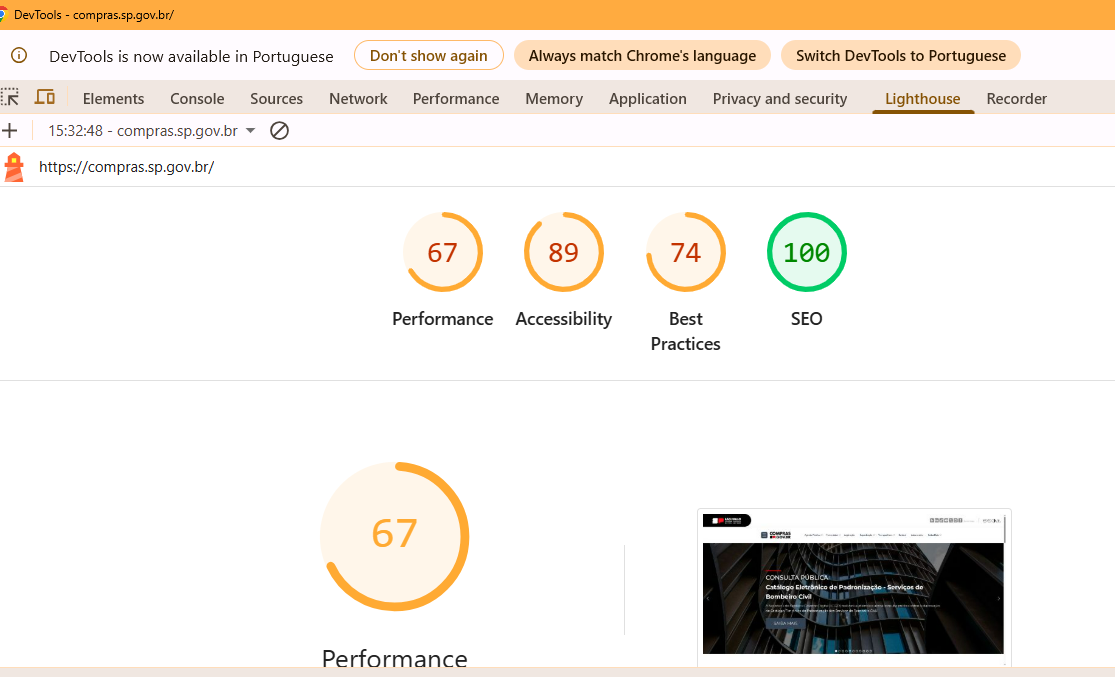 DevTools - compras.sp.gov.br/
DevTools is now available in Portuguese Don't show again Always match Chrome's language Switch DevTools to Portuguese
Elements Console Sources Network Performance Memory Application Privacy and security Lighthouse Recorder
15:32:48 - compras.sp.gov.br
https://compras.sp.gov.br/
67 89 74 100
Performance Accessibility Best Practices SEO
67
Performance
COMPRAS
CONSULTA PÚBLICA
Catálogo Eletrônico de Padronização - Serviços de
Bombeiro Civil
SAIBA MAIS